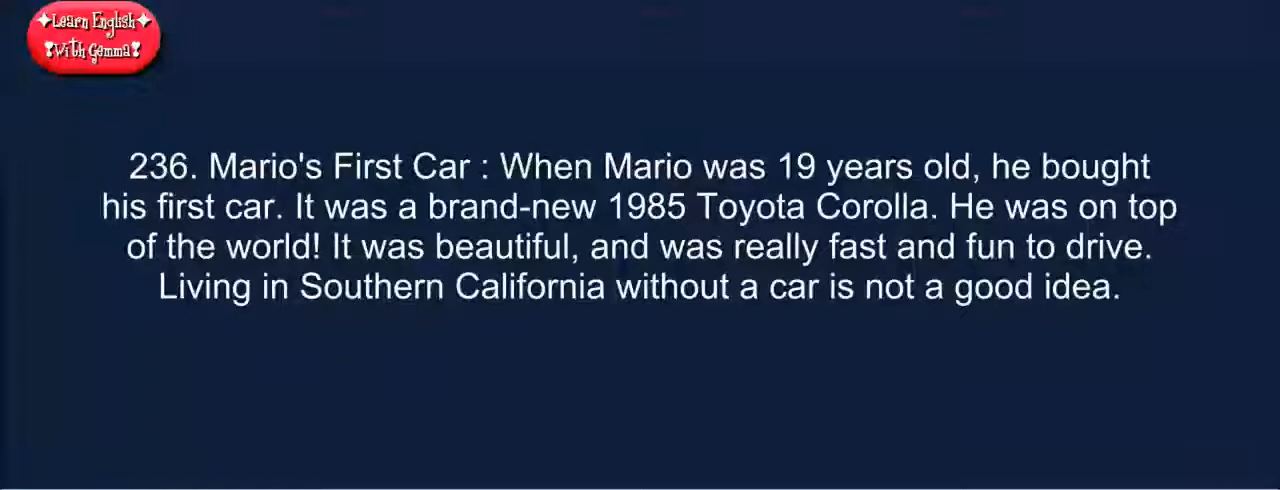 Learn English
With Gemma
236. Mario's First Car : When Mario was 19 years old, he bought
his first car. It was a brand-new 1985 Toyota Corolla. He was on top
of the world! It was beautiful, and was really fast and fun to drive.
Living in Southern California without a car is not a good idea.